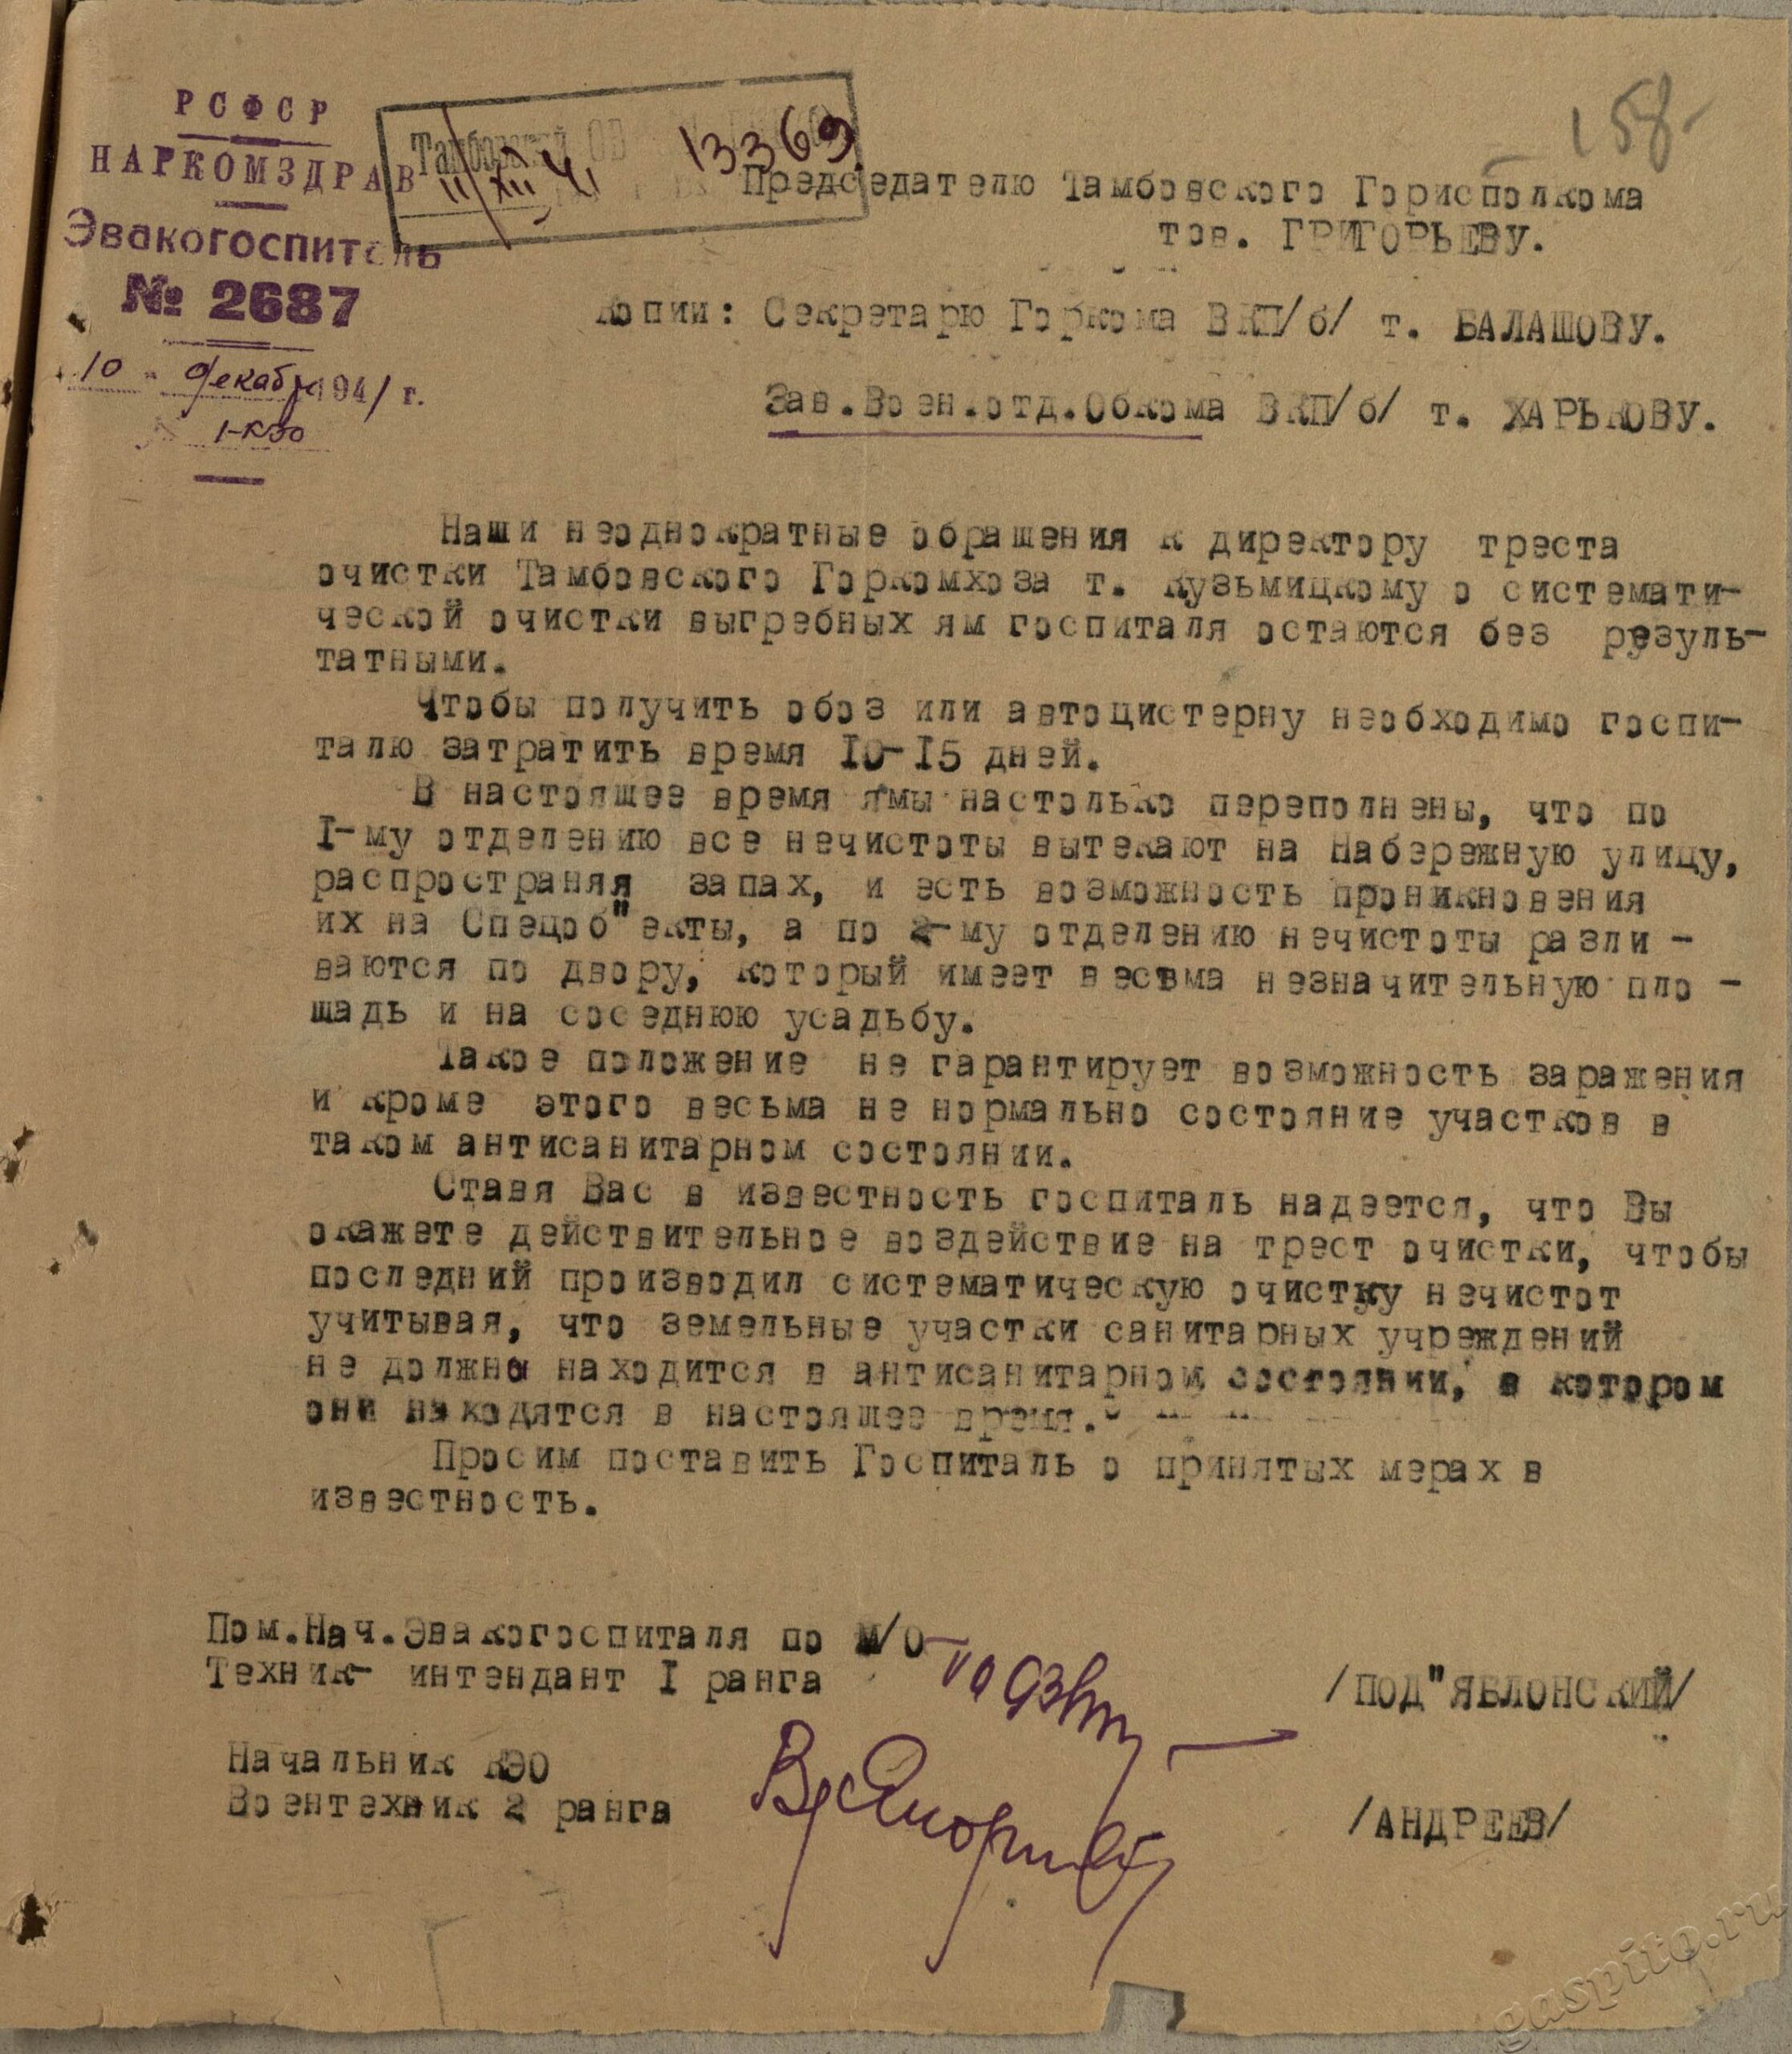 РСФСР
НАРКОМЗДРАВ
Эвакогоспиталь
№ 2687
10 " декабря 1941 г.
1-КЭО
Тамбовский
11/XII 41
13369
158
Председателю Тамбовского Горисполкома
тов. ГРИГОРЬЕВУ.
Копии: Секретарю Горкома ВКП/б/ т. БАЛАШОВУ.
Зав.Воен.отд.Обкома ВКП/б/ т. ХАРЬКОВУ.
Наши неоднократные обращения к директору треста
очистки Тамбовского Горкомхоза т. Кузьмицкому о системати-
ческой очистки выгребных ям госпиталя остаются без резуль-
татными.
Чтобы получить обоз или автоцистерну необходимо госпи-
талю затратить время 10-15 дней.
В настоящее время ямы настолько переполнены, что по
I-му отделению все нечистоты вытекают на Набережную улицу,
распространяя запах, и есть возможность проникновения
их на Спецоб"екты, а по 2-му отделению нечистоты разли -
ваются по двору, который имеет весьма незначительную пло -
щадь и на соседнюю усадьбу.
Такое положение не гарантирует возможность заражения
и кроме этого весьма не нормально состояние участков в
таком антисанитарном состоянии.
Ставя Вас в известность госпиталь надеется, что Вы
окажете действительное воздействие на трест очистки, чтобы
последний производил систематическую очистку нечистот
учитывая, что земельные участки санитарных учреждений
не должны находится в антисанитарном состоянии, в котором
они находятся в настоящее время.
Просим поставить Госпиталь о принятых мерах в
известность.
Пом.Нач.Эвакогоспиталя по М/О
Техник- интендант I ранга /ПОД"ЯБЛОНСКИЙ/
Начальник КЭО
Воентехник 2 ранга /АНДРЕЕВ/
gaspito.ru